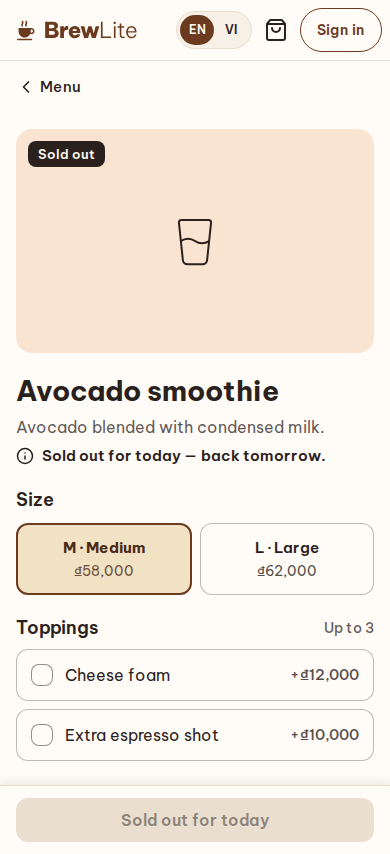 BrewLite
EN VI
Sign in
Menu
Sold out
Avocado smoothie
Avocado blended with condensed milk.
Sold out for today — back tomorrow.
Size
M · Medium
₫58,000
L · Large
₫62,000
Toppings
Up to 3
Cheese foam
+₫12,000
Extra espresso shot
+₫10,000
Sold out for today